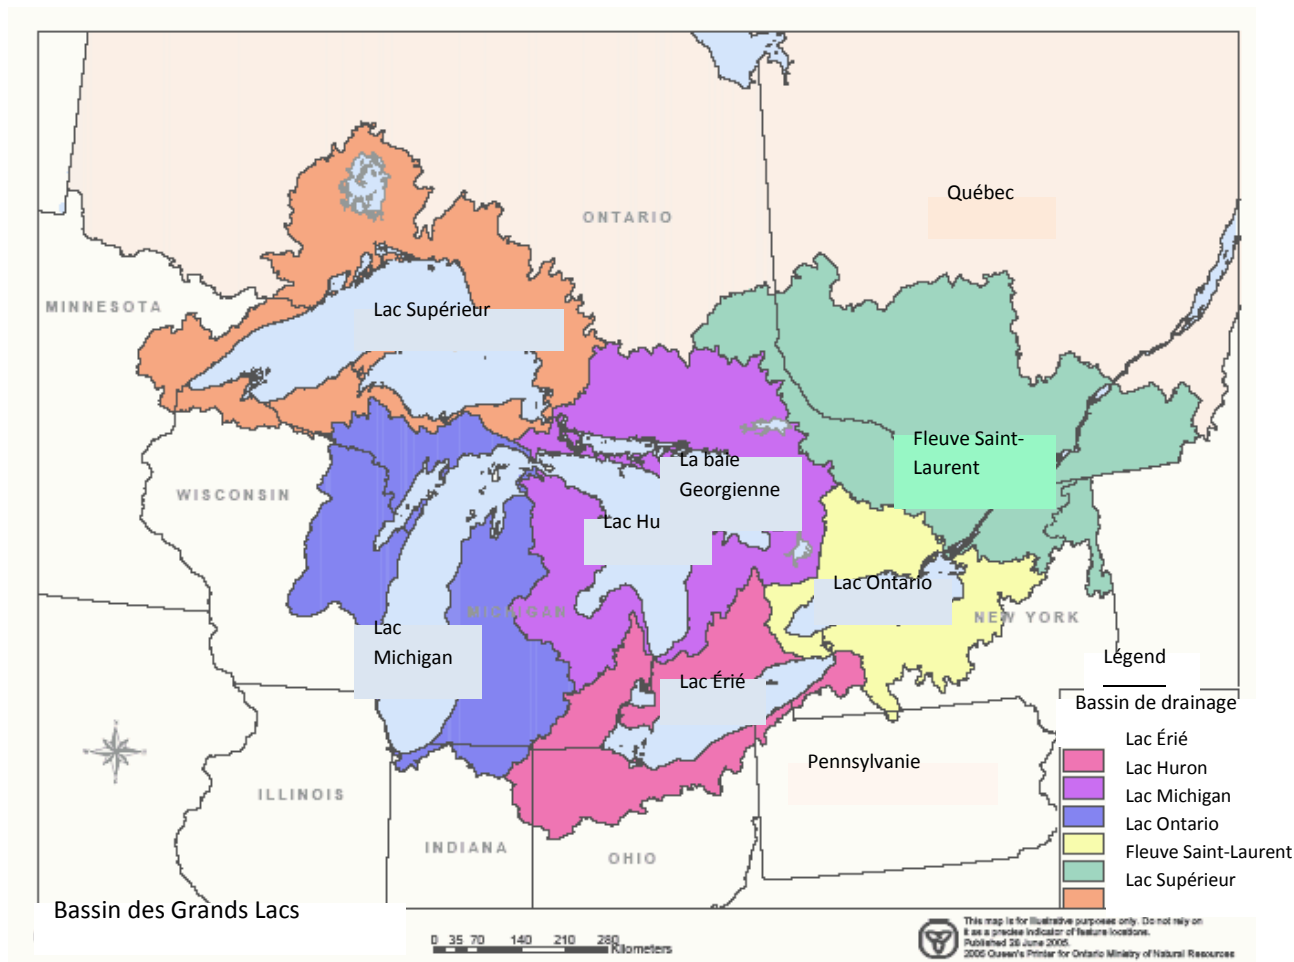 Québec
ONTARIO
MINNESOTA
Lac Supérieur
Fleuve Saint-
Laurent
La baie
Georgienne
WISCONSIN
Lac Hu
Lac Ontario
MICHIGAN
NEW YORK
Lac
Michigan
Légend
Lac Érié
Bassin de drainage
Lac Érié
Pennsylvanie
Lac Huron
Lac Michigan
ILLINOIS
Lac Ontario
INDIANA
OHIO
Fleuve Saint-Laurent
Lac Supérieur
Bassin des Grands Lacs
0 35 70 140 210 280
Kilometers
This map is for illustrative purposes only. Do not rely on
it as a precise indicator of feature locations.
Published 28 June 2005.
2005 Queen's Printer for Ontario Ministry of Natural Resources